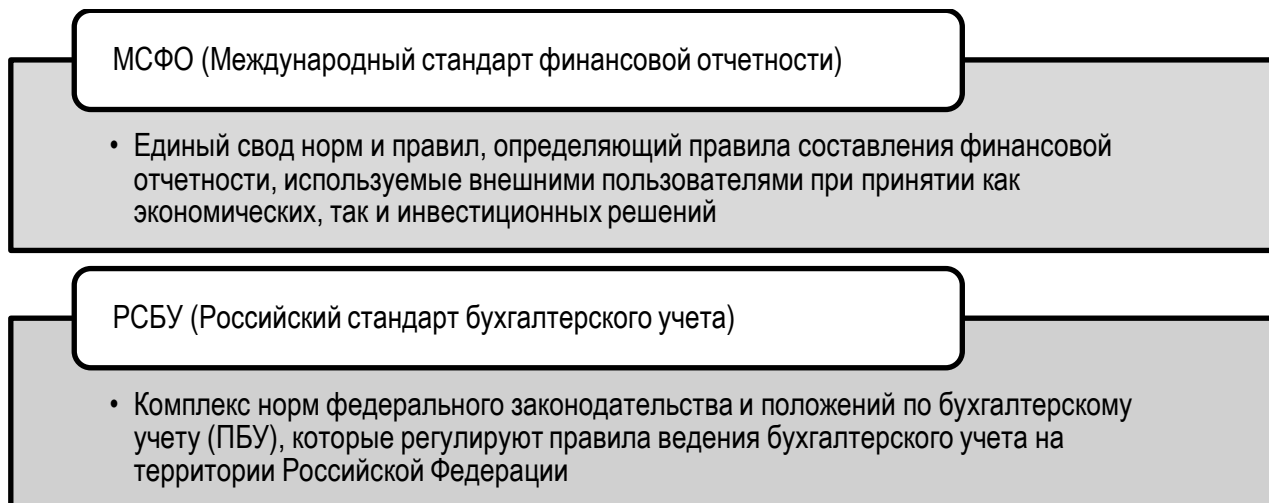 МСФО (Международный стандарт финансовой отчетности)
• Единый свод норм и правил, определяющий правила составления финансовой
отчетности, используемые внешними пользователями при принятии как
экономических, так и инвестиционных решений
РСБУ (Российский стандарт бухгалтерского учета)
• Комплекс норм федерального законодательства и положений по бухгалтерскому
учету (ПБУ), которые регулируют правила ведения бухгалтерского учета на
территории Российской Федерации